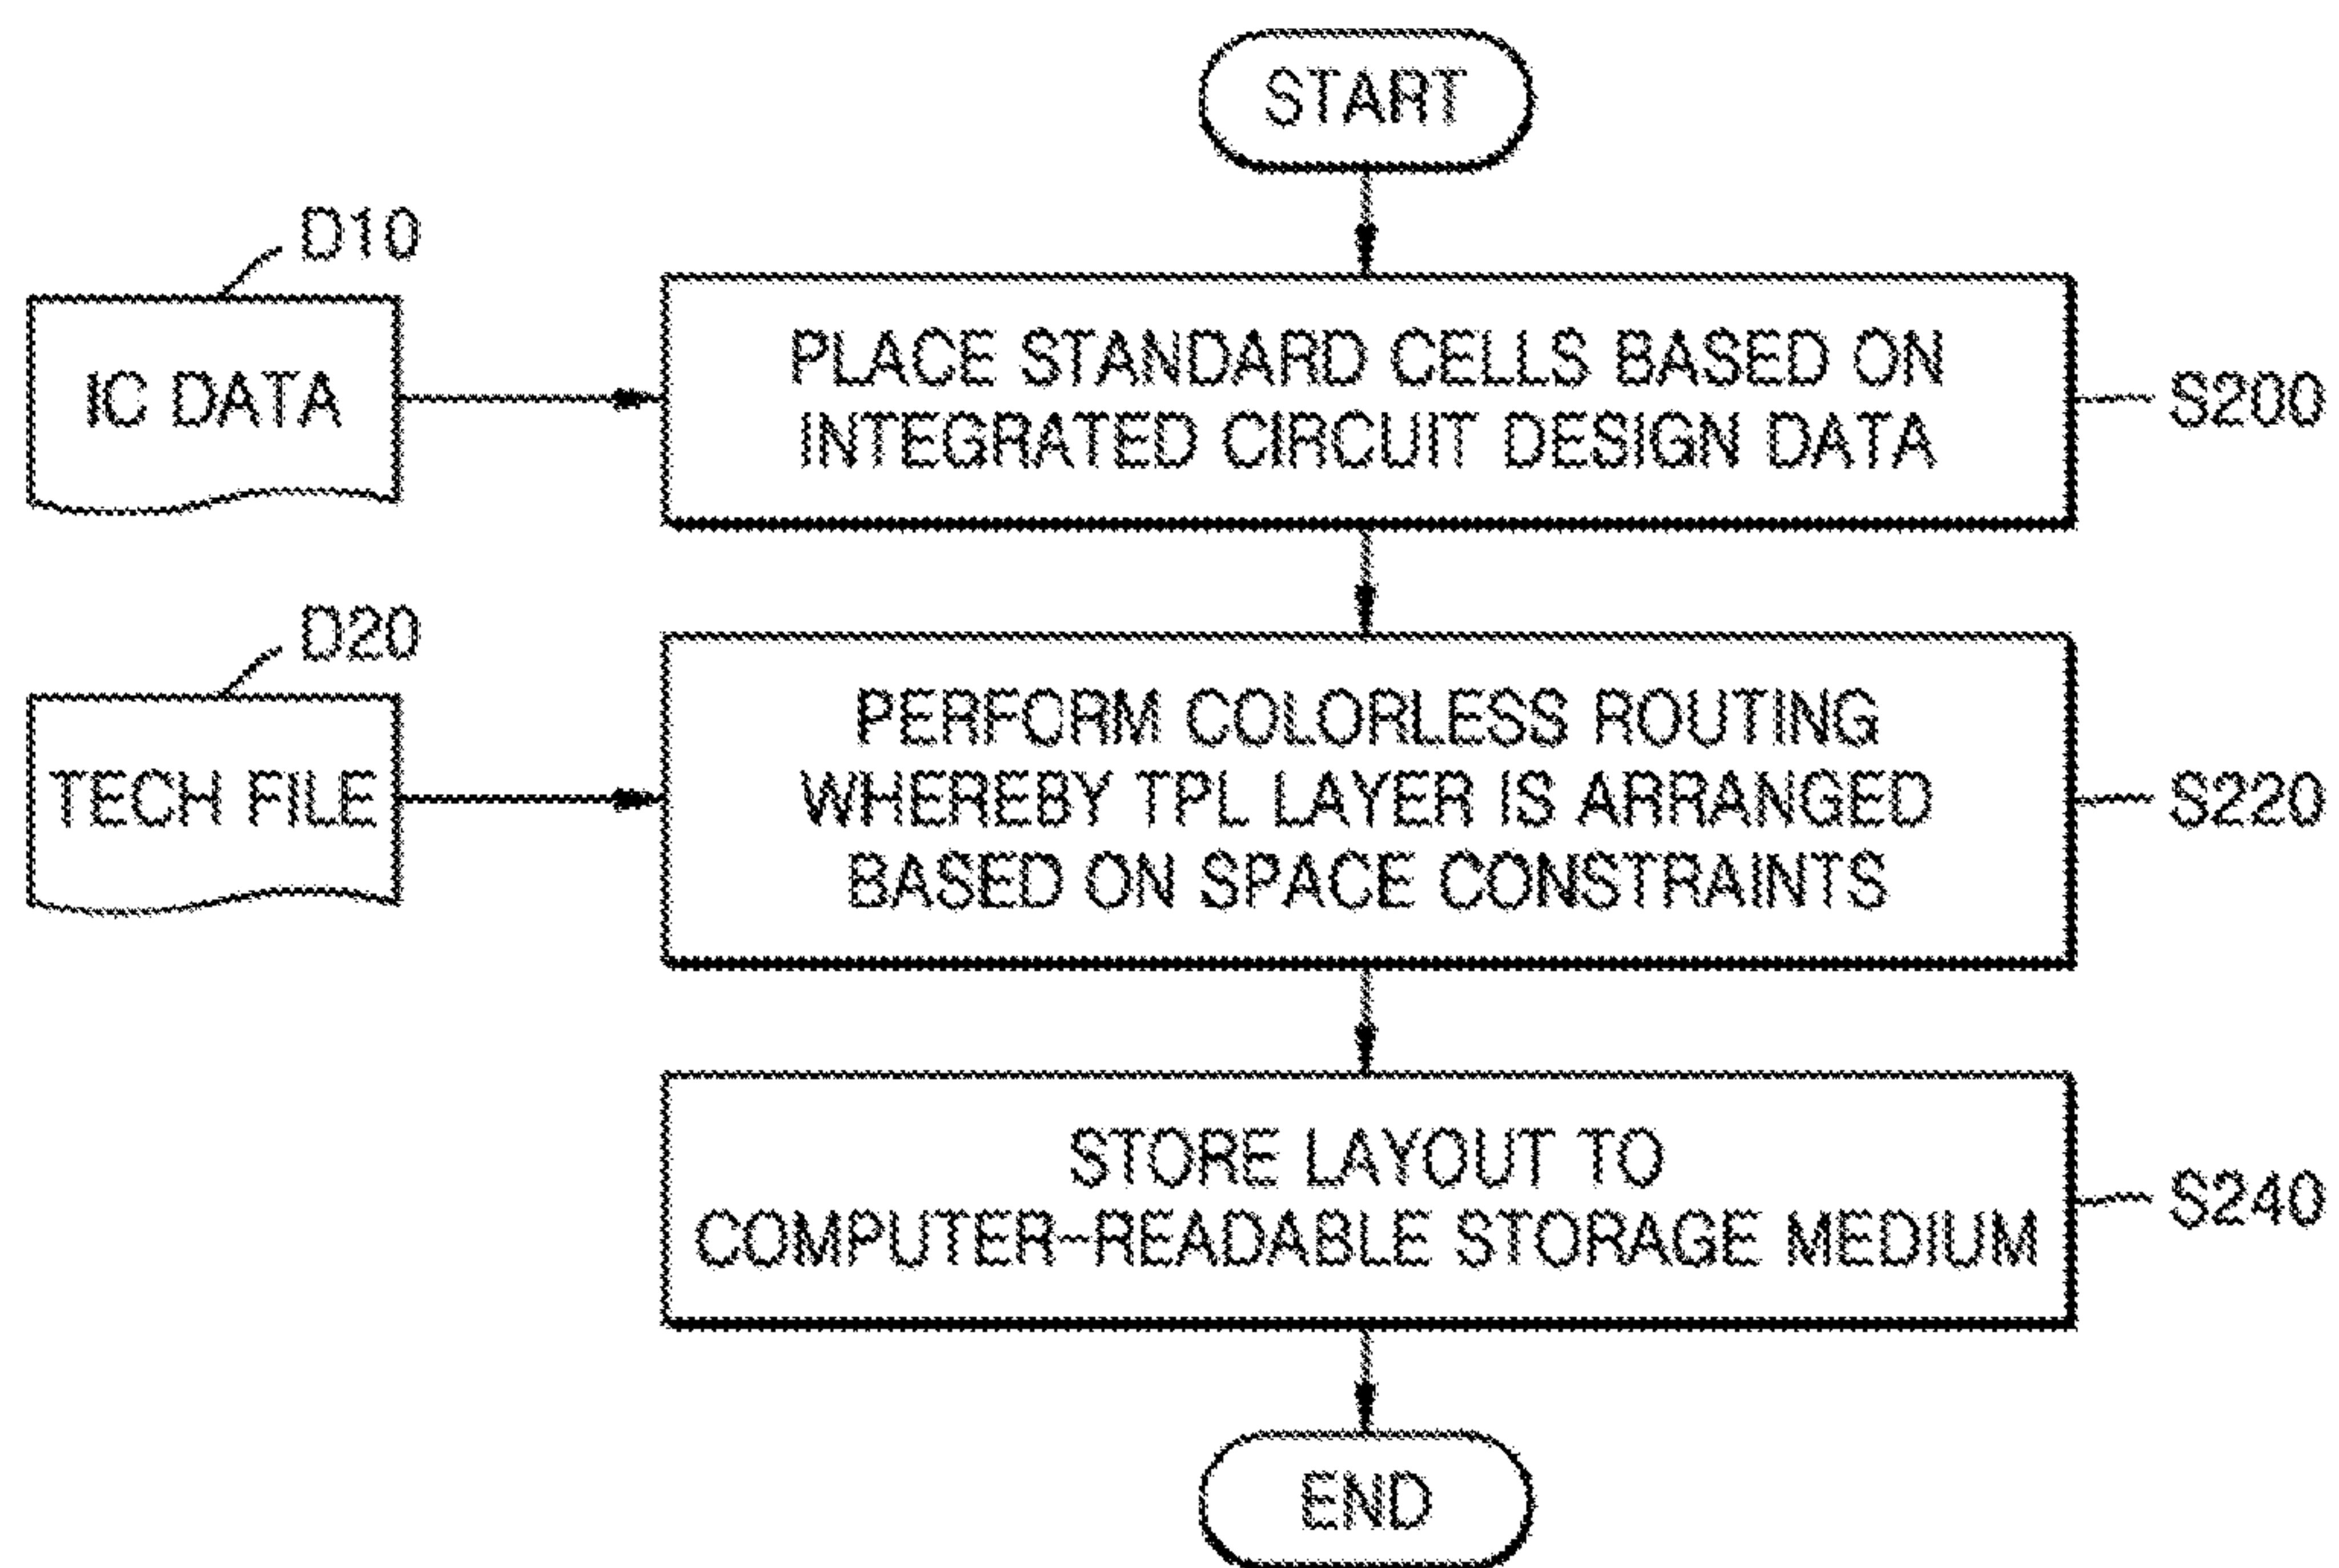 START
D10
IC DATA
PLACE STANDARD CELLS BASED ON
INTEGRATED CIRCUIT DESIGN DATA
S200
D20
TECH FILE
PERFORM COLORLESS ROUTING
WHEREBY TPL LAYER IS ARRANGED
BASED ON SPACE CONSTRAINTS
S220
STORE LAYOUT TO
COMPUTER-READABLE STORAGE MEDIUM
S240
END